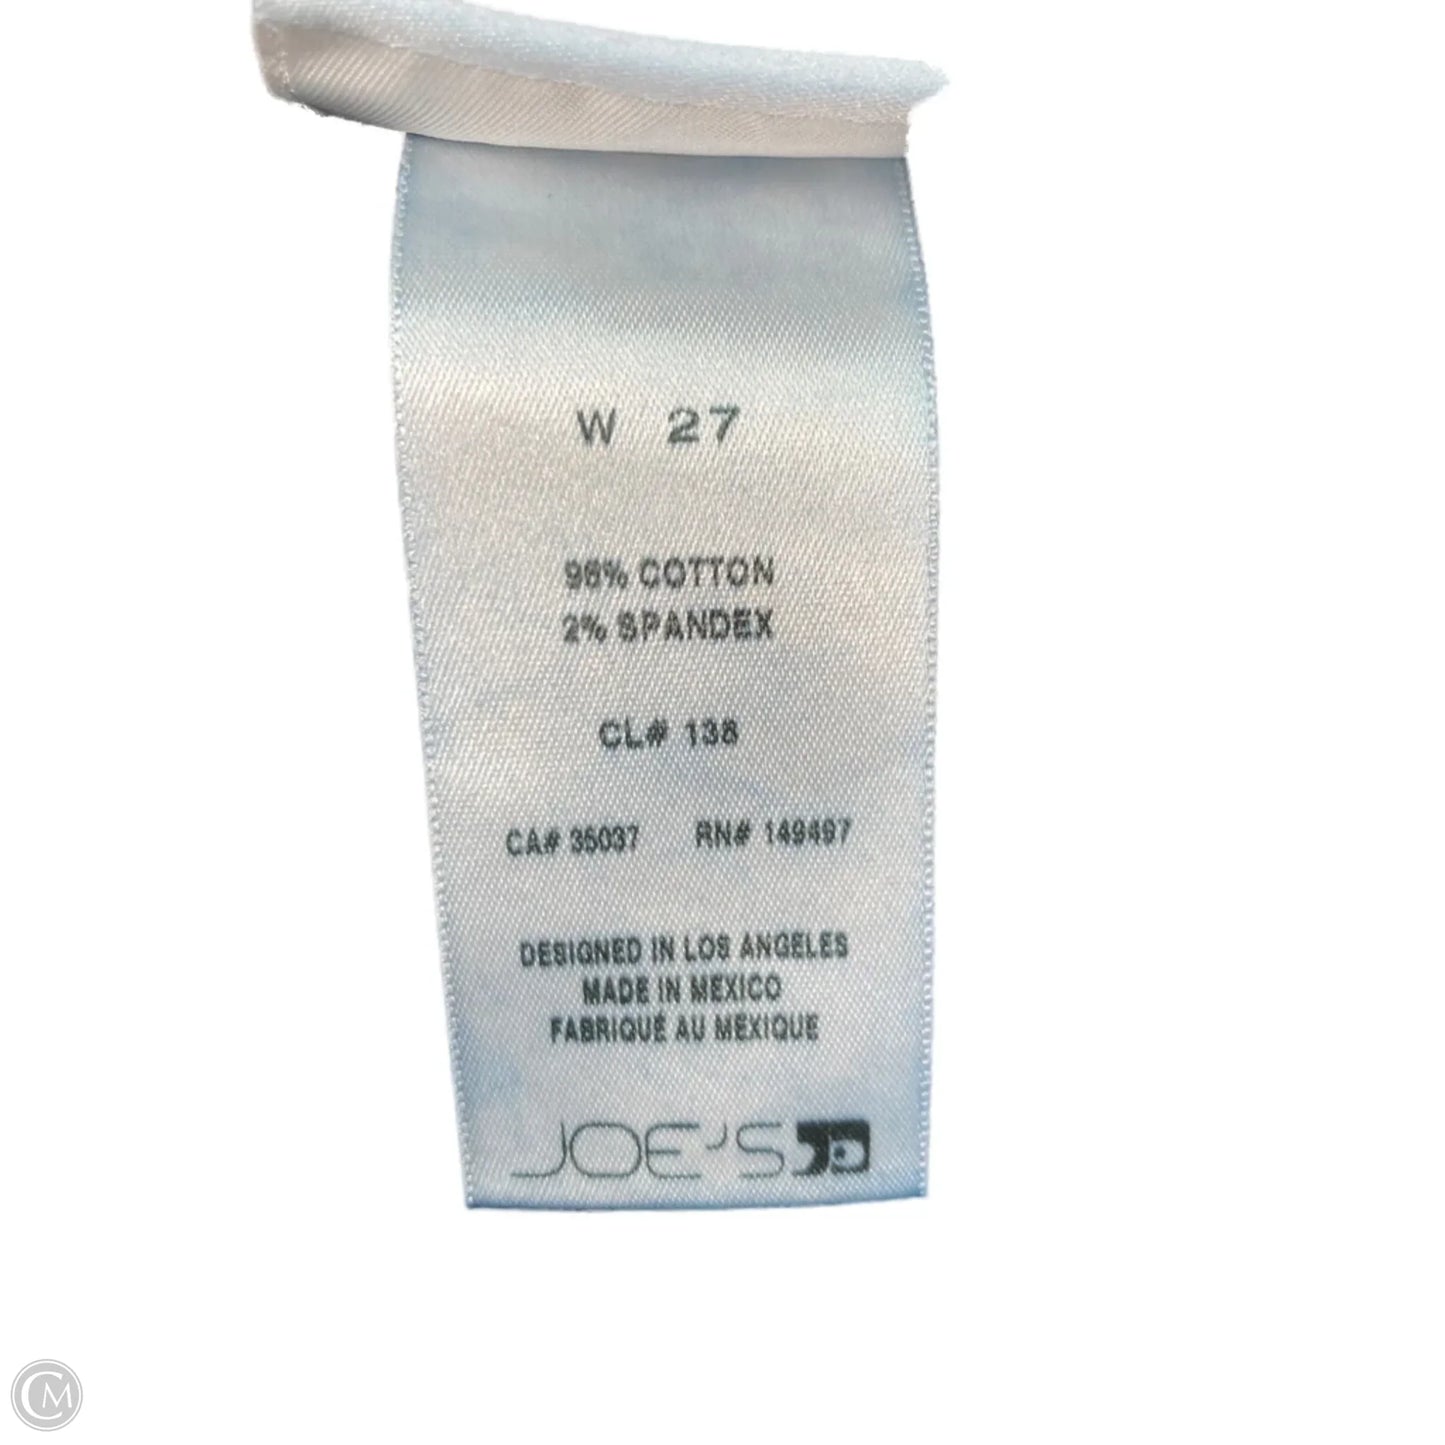 W 27
98% COTTON
2% SPANDEX
CL# 138
CA# 35037 RN# 149497
DESIGNED IN LOS ANGELES
MADE IN MEXICO
FABRIQUÉ AU MEXIQUE
JOE'S
CM